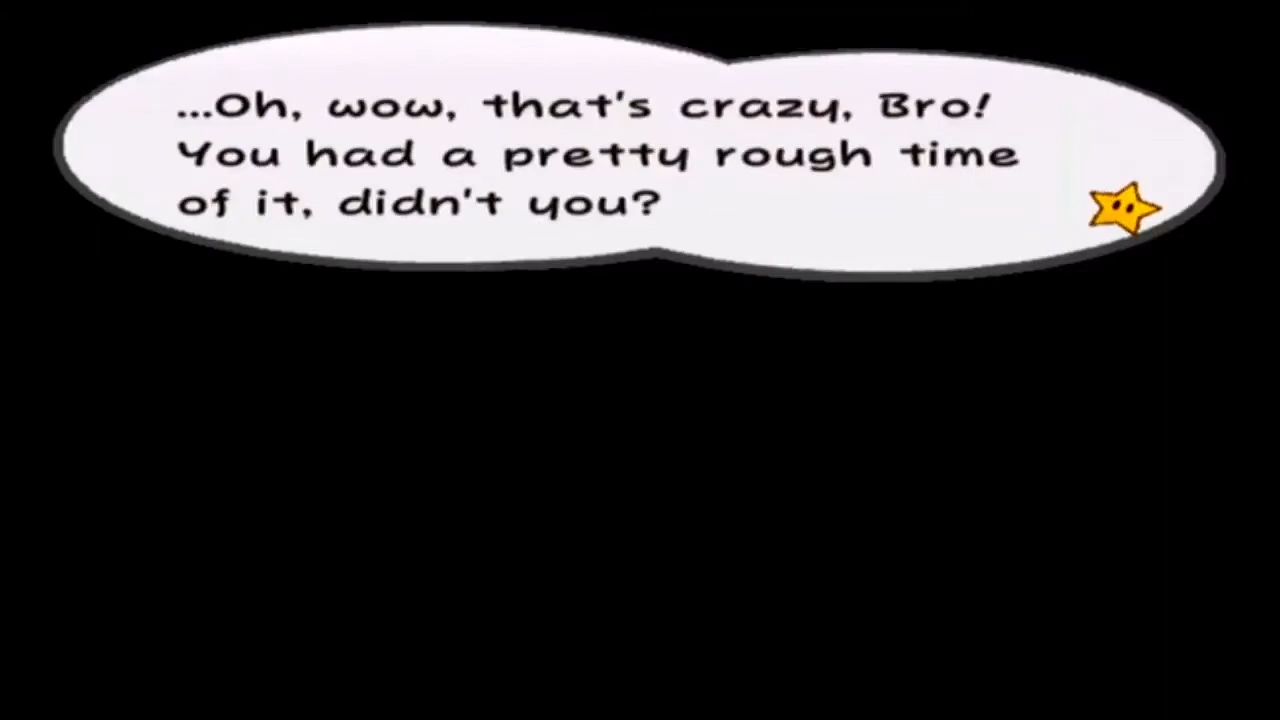 ...Oh, wow, that's crazy, Bro!
You had a pretty rough time
of it, didn't you?